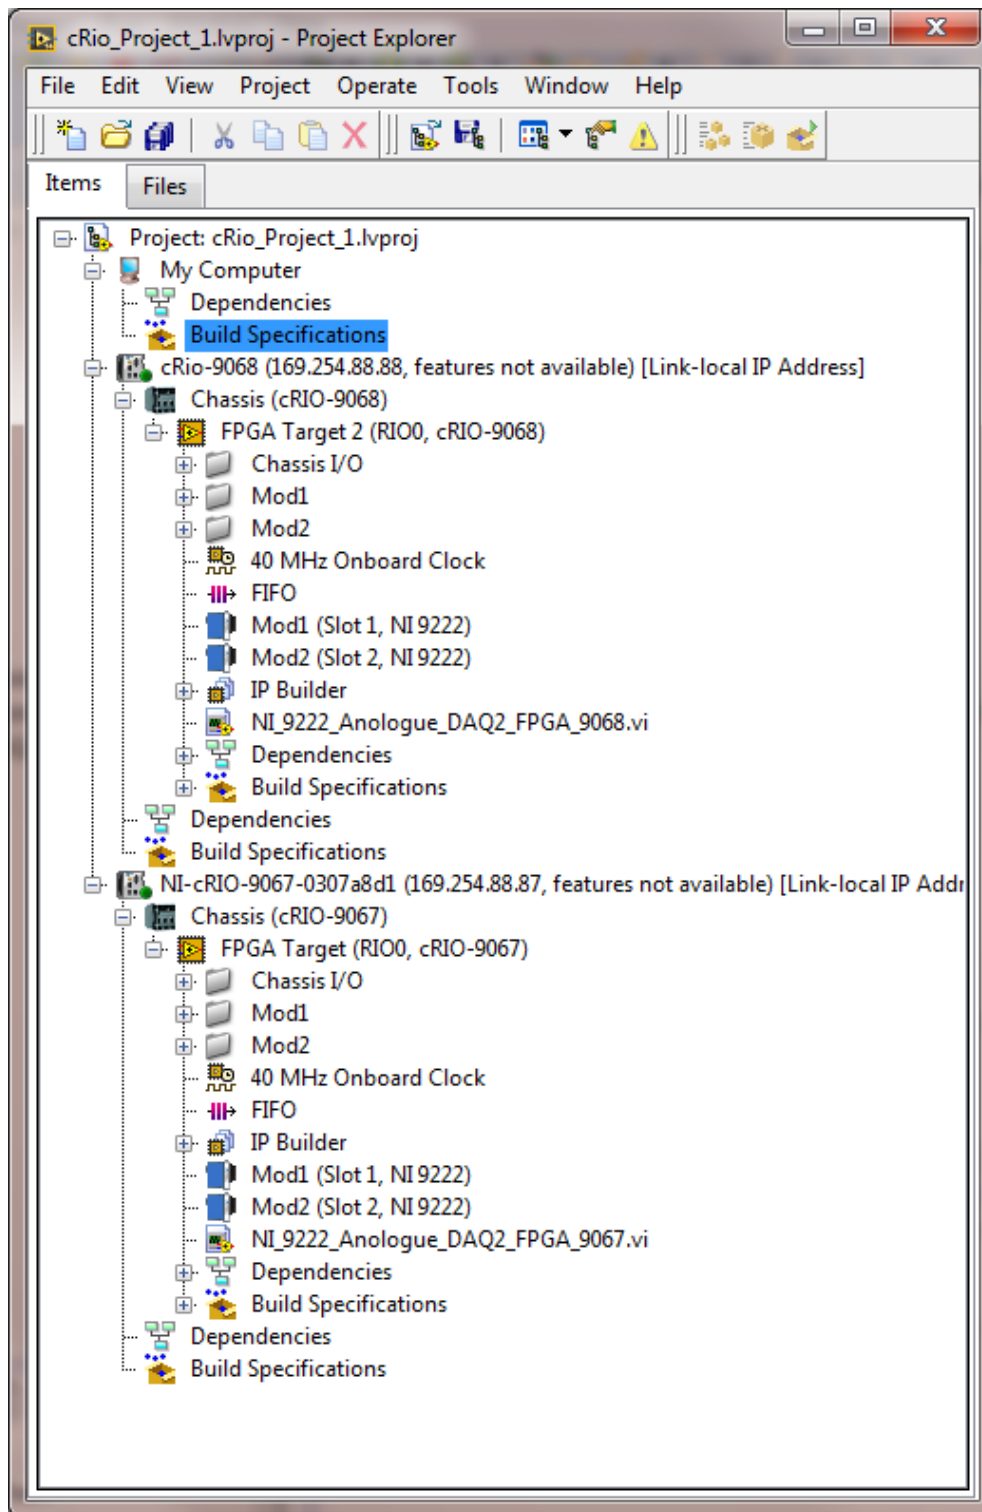 cRio_Project_1.lvproj - Project Explorer
File Edit View Project Operate Tools Window Help
Items Files
Project: cRio_Project_1.lvproj
My Computer
Dependencies
Build Specifications
cRio-9068 (169.254.88.88, features not available) [Link-local IP Address]
Chassis (cRIO-9068)
FPGA Target 2 (RIO0, cRIO-9068)
Chassis I/O
Mod1
Mod2
40 MHz Onboard Clock
FIFO
Mod1 (Slot 1, NI 9222)
Mod2 (Slot 2, NI 9222)
IP Builder
NI_9222_Anologue_DAQ2_FPGA_9068.vi
Dependencies
Build Specifications
Dependencies
Build Specifications
NI-cRIO-9067-0307a8d1 (169.254.88.87, features not available) [Link-local IP Addr
Chassis (cRIO-9067)
FPGA Target (RIO0, cRIO-9067)
Chassis I/O
Mod1
Mod2
40 MHz Onboard Clock
FIFO
IP Builder
Mod1 (Slot 1, NI 9222)
Mod2 (Slot 2, NI 9222)
NI_9222_Anologue_DAQ2_FPGA_9067.vi
Dependencies
Build Specifications
Dependencies
Build Specifications